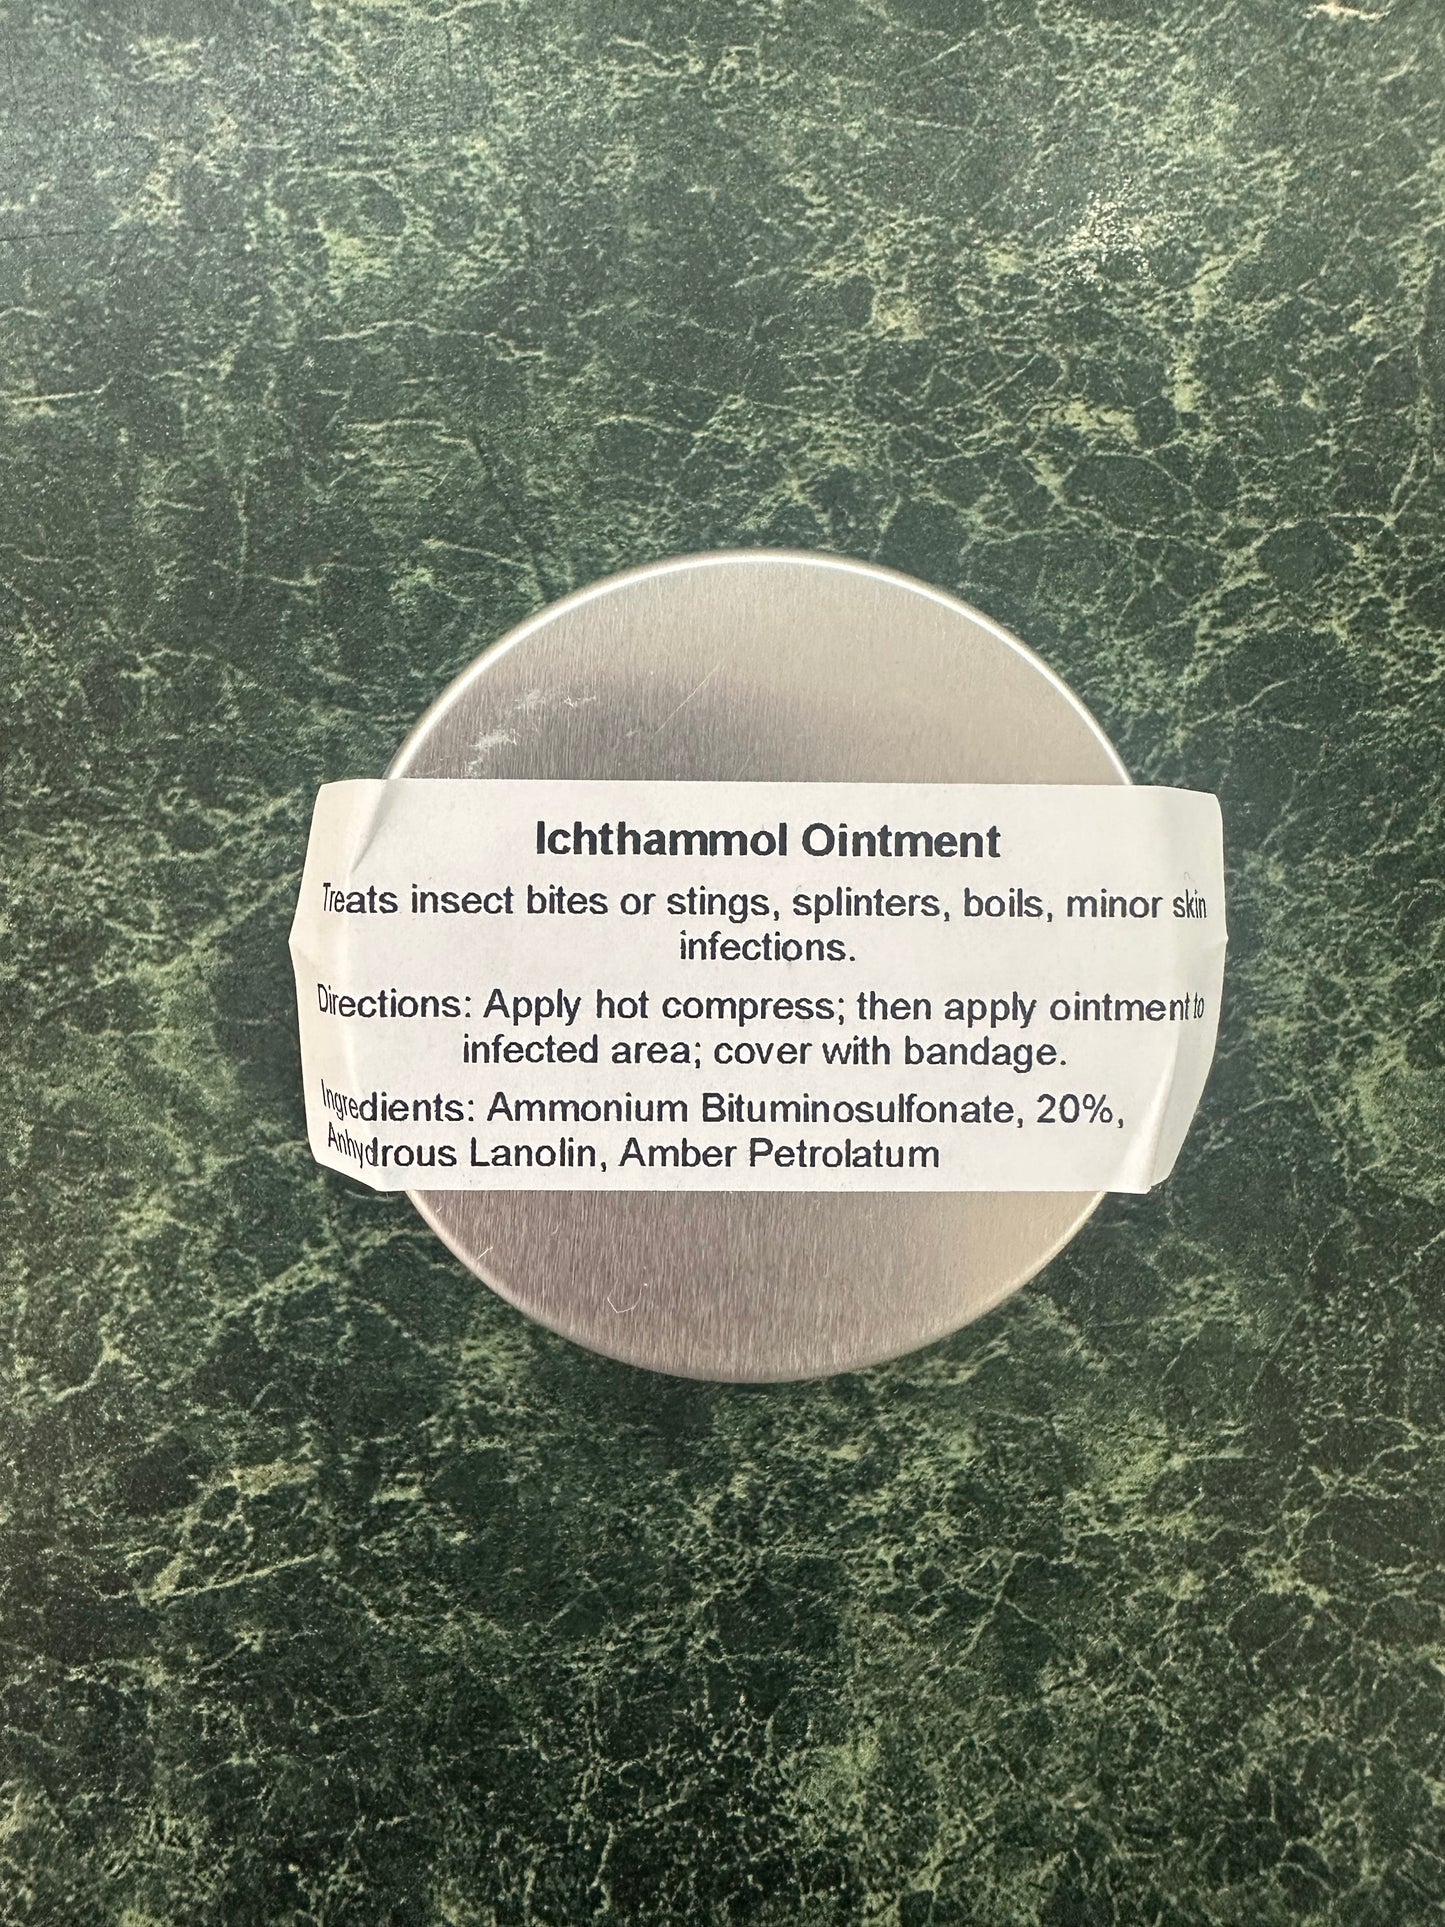 Ichthammol Ointment
Treats insect bites or stings, splinters, boils, minor skin
infections.
Directions: Apply hot compress; then apply ointment to
infected area; cover with bandage.
Ingredients: Ammonium Bituminosulfonate, 20%,
Anhydrous Lanolin, Amber Petrolatum